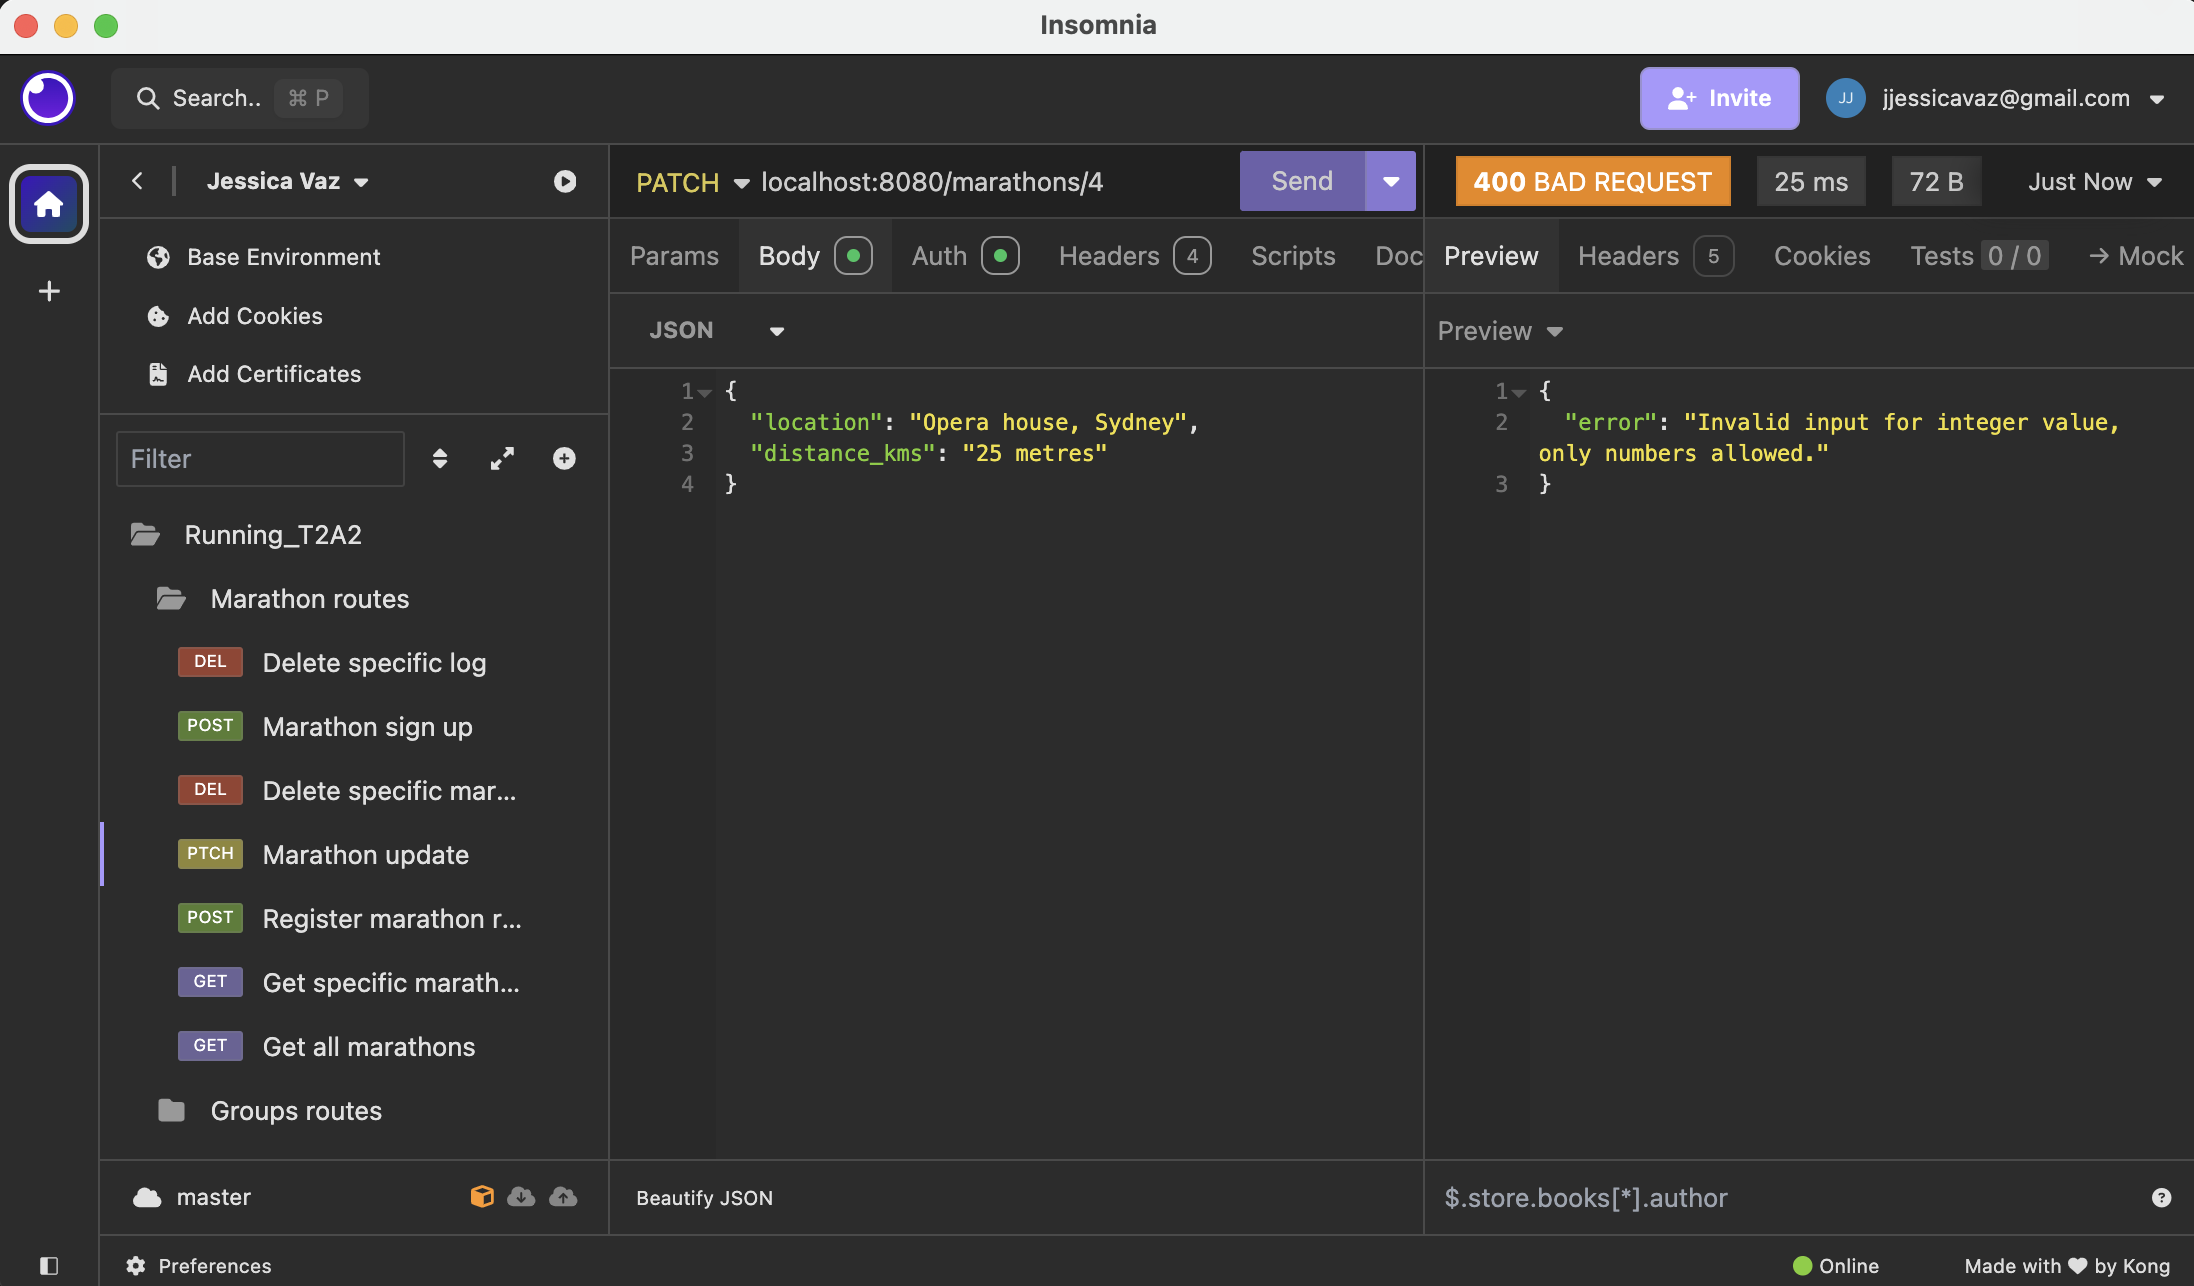 Insomnia
Search.. ⌘ P
Invite
JJ jjessicavaz@gmail.com
Jessica Vaz
Base Environment
Add Cookies
Add Certificates
Filter
Running_T2A2
Marathon routes
DEL Delete specific log
POST Marathon sign up
DEL Delete specific mar...
PTCH Marathon update
POST Register marathon r...
GET Get specific marath...
GET Get all marathons
Groups routes
master
PATCH localhost:8080/marathons/4 Send
Params Body Auth Headers 4 Scripts Doc
JSON
1 {
2 "location": "Opera house, Sydney",
3 "distance_kms": "25 metres"
4 }
Beautify JSON
400 BAD REQUEST 25 ms 72 B Just Now
Preview Headers 5 Cookies Tests 0 / 0 → Mock
Preview
1 {
2 "error": "Invalid input for integer value,
only numbers allowed."
3 }
$.store.books[*].author ?
Preferences
Online
Made with ♥ by Kong